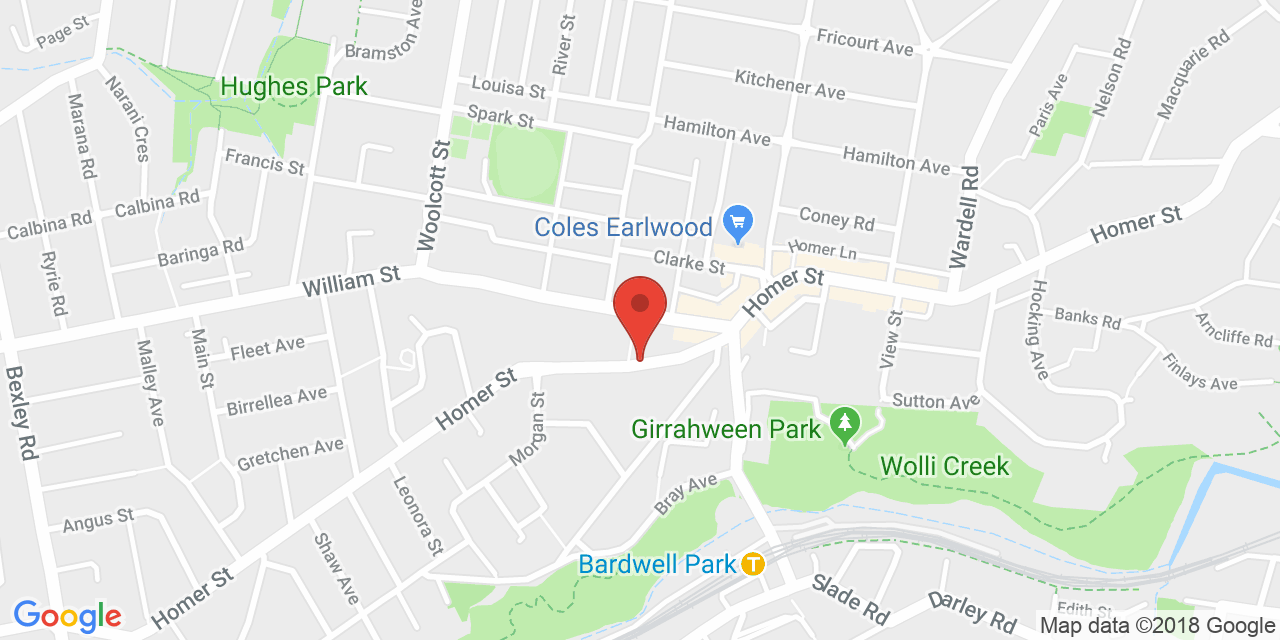 Page St
Bramston Ave
River St
Fricourt Ave
Nelson Rd
Macquarie Rd
Hughes Park
Louisa St
Kitchener Ave
Paris Ave
Marana Rd
Narani Cres
Spark St
Hamilton Ave
Hamilton Ave
Francis St
Woolcott St
Wardell Rd
Calbina Rd
Calbina Rd
Coles Earlwood
Coney Rd
Homer St
Baringa Rd
Homer Ln
Clarke St
Ryrie Rd
William St
Homer St
Hocking Ave
Banks Rd
Arncliffe Rd
Malley Ave
Main St
Fleet Ave
View St
Finlays Ave
Bexley Rd
Birrellea Ave
Homer St
Morgan St
Sutton Ave
Girrahween Park
Gretchen Ave
Wolli Creek
Leonora St
Bray Ave
Angus St
Shaw Ave
Bardwell Park
T
Homer St
Slade Rd
Darley Rd
Edith St
Google
Map data ©2018 Google